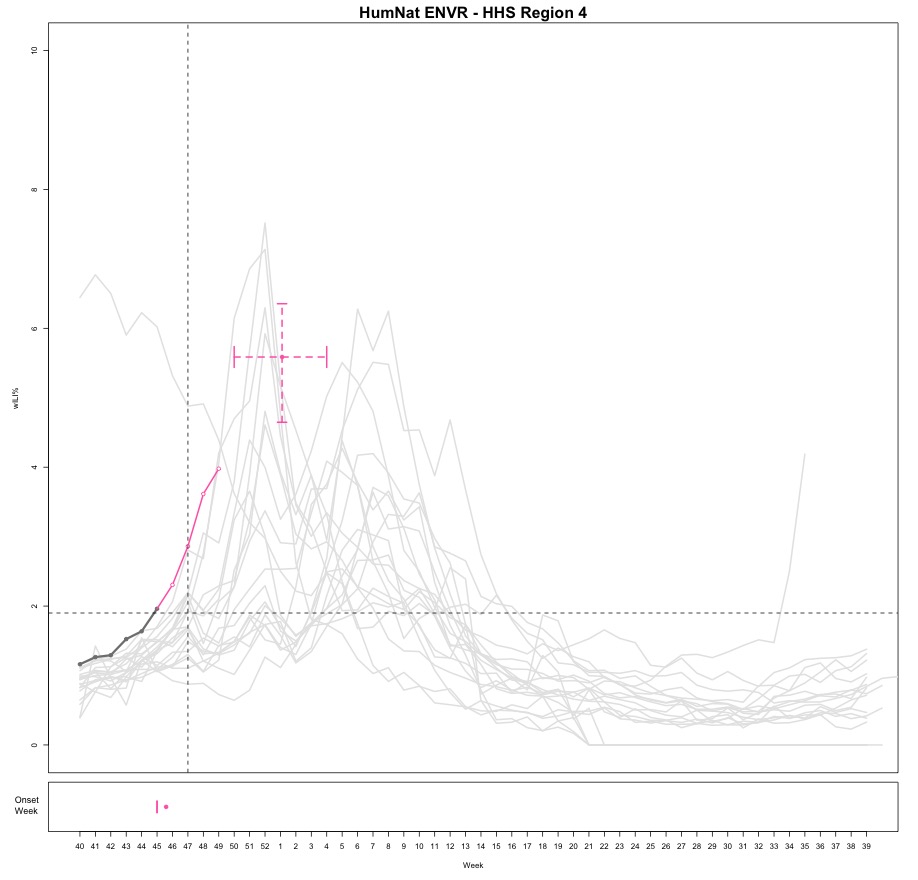 HumNat ENVR - HHS Region 4
10
8
6
4
2
0
wILI%
Onset
Week
40 41 42 43 44 45 46 47 48 49 50 51 52 1 2 3 4 5 6 7 8 9 10 11 12 13 14 15 16 17 18 19 20 21 22 23 24 25 26 27 28 29 30 31 32 33 34 35 36 37 38 39
Week